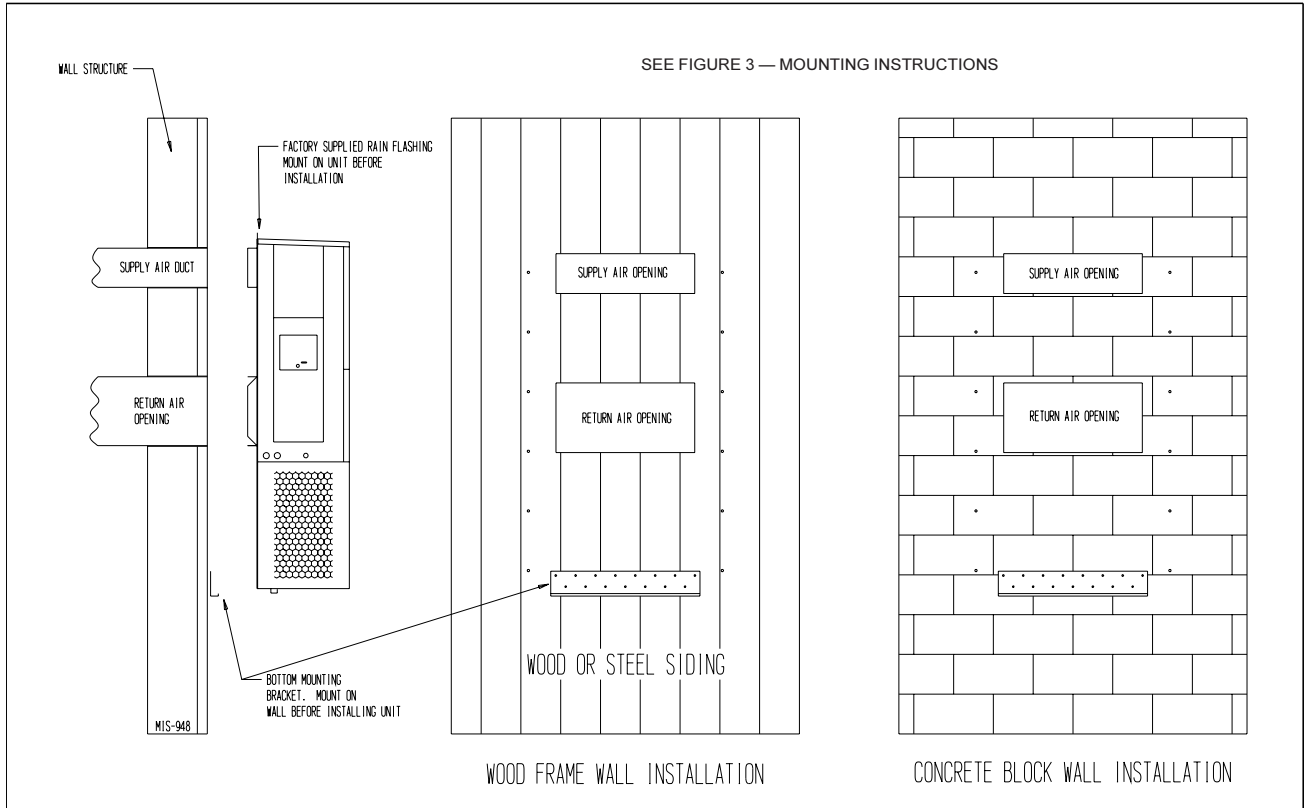 SEE FIGURE 3 — MOUNTING INSTRUCTIONS
WALL STRUCTURE
FACTORY SUPPLIED RAIN FLASHING
MOUNT ON UNIT BEFORE
INSTALLATION
SUPPLY AIR DUCT
RETURN AIR
OPENING
BOTTOM MOUNTING
BRACKET. MOUNT ON
WALL BEFORE INSTALLING UNIT
MIS-948
SUPPLY AIR OPENING
RETURN AIR OPENING
WOOD OR STEEL SIDING
WOOD FRAME WALL INSTALLATION
SUPPLY AIR OPENING
RETURN AIR OPENING
CONCRETE BLOCK WALL INSTALLATION